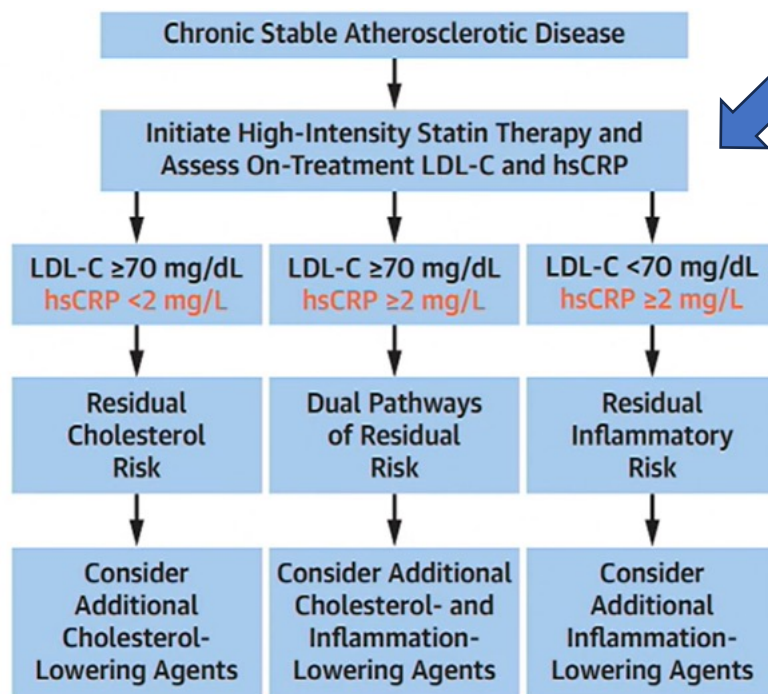 Chronic Stable Atherosclerotic Disease
Initiate High-Intensity Statin Therapy and
Assess On-Treatment LDL-C and hsCRP
LDL-C ≥70 mg/dL
hsCRP <2 mg/L
LDL-C ≥70 mg/dL
hsCRP ≥2 mg/L
LDL-C <70 mg/dL
hsCRP ≥2 mg/L
Residual
Cholesterol
Risk
Dual Pathways
of Residual
Risk
Residual
Inflammatory
Risk
Consider
Additional
Cholesterol-
Lowering Agents
Consider Additional
Cholesterol- and
Inflammation-
Lowering Agents
Consider
Additional
Inflammation-
Lowering Agents